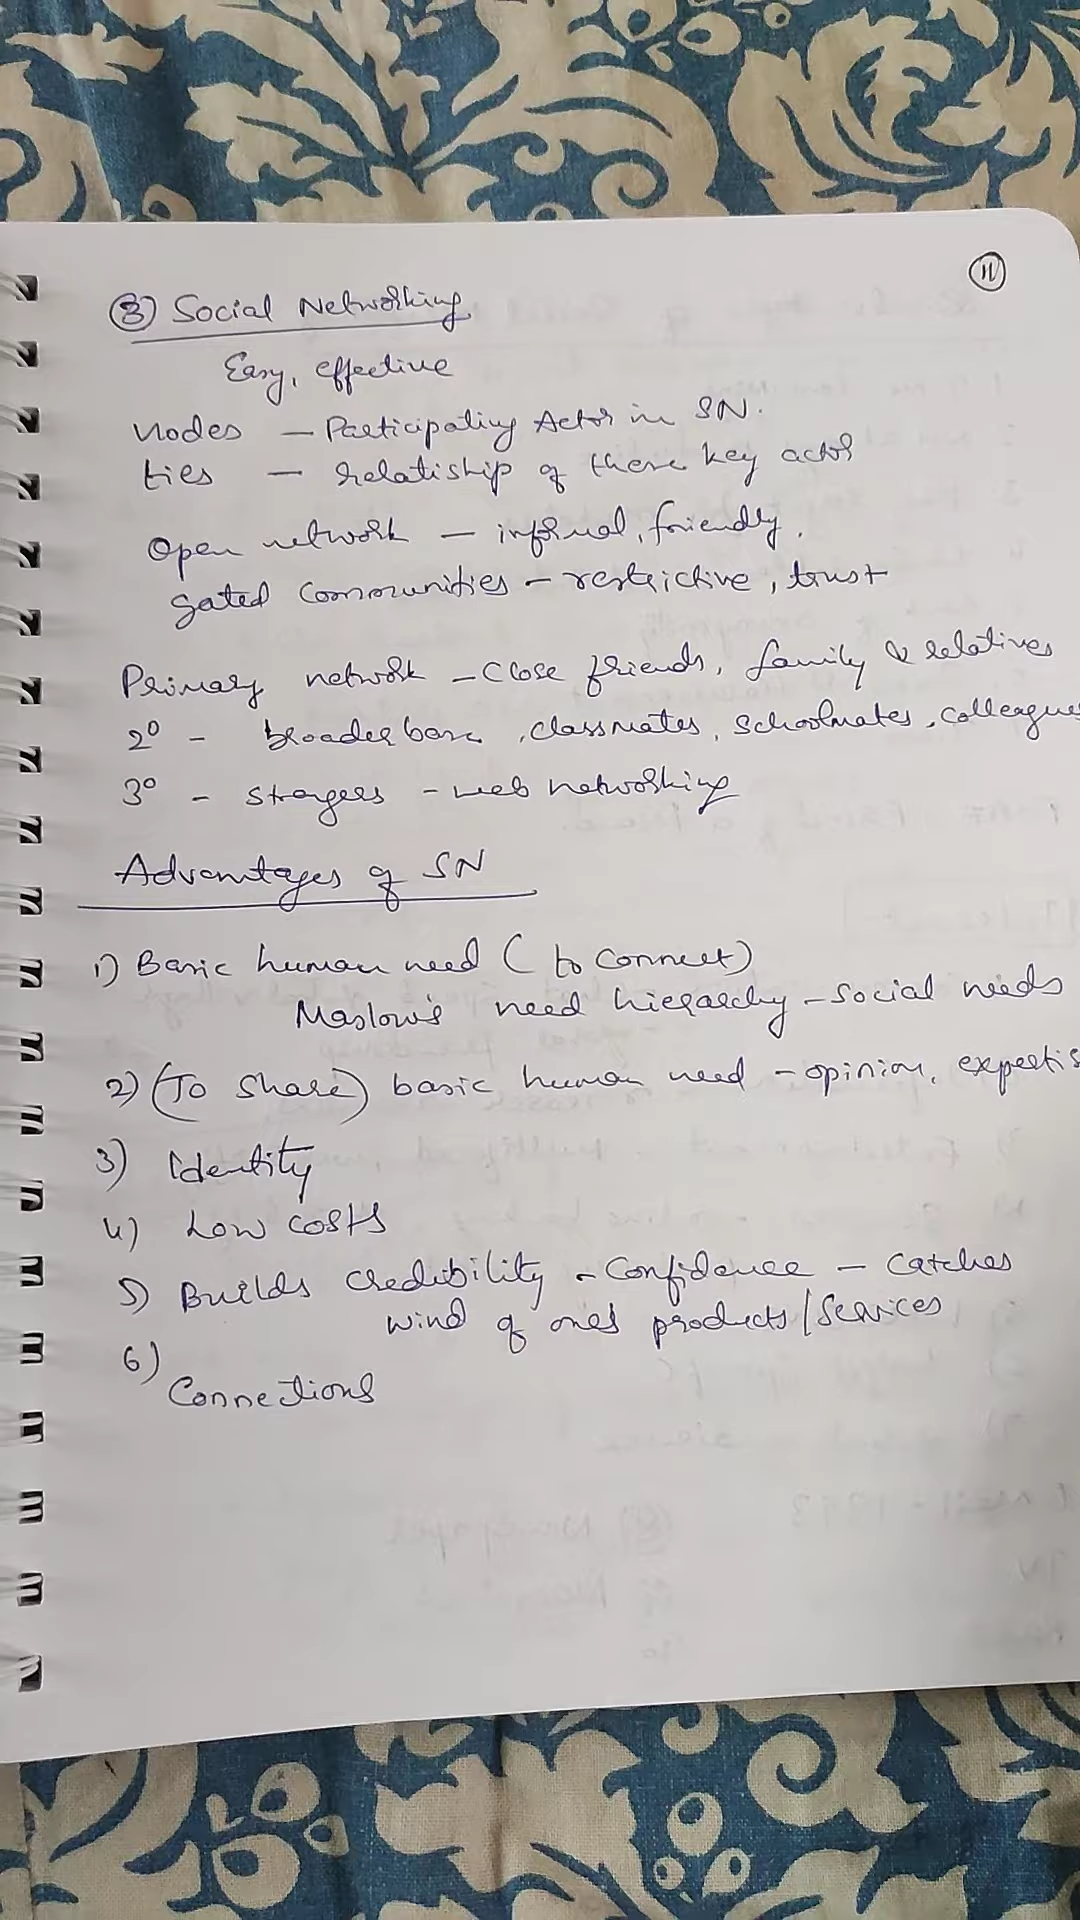 11
3) Social Networking
Easy, effective
nodes — Participating Actor in SN.
ties — relatiship of these key actor
Open network — informal, friendly.
gated communities – restrictive, trust
Primary network – Close friends, family & relatives
2° – broader base, classmates, schoolmates, colleagues
3° – strangers – web networking
Advantages of SN
1) Basic human need ( to connect)
Maslow's need hierarchy – Social needs
2) (To share) basic human need – opinion, expertis
3) Identity
4) Low costs
5) Builds credibility – Confidence – catches
wind of ones products/services
6)
Connections